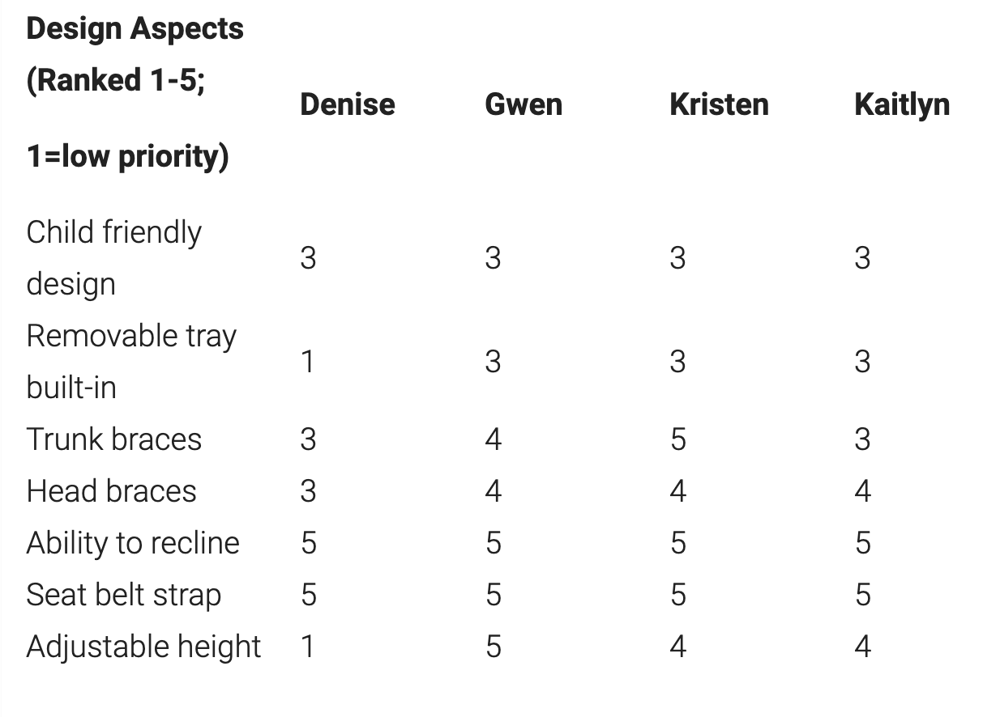 Design Aspects
(Ranked 1-5;
Denise Gwen Kristen Kaitlyn
1=low priority)
Child friendly
3 3 3 3
design
Removable tray
1 3 3 3
built-in
Trunk braces 3 4 5 3
Head braces 3 4 4 4
Ability to recline 5 5 5 5
Seat belt strap 5 5 5 5
Adjustable height 1 5 4 4